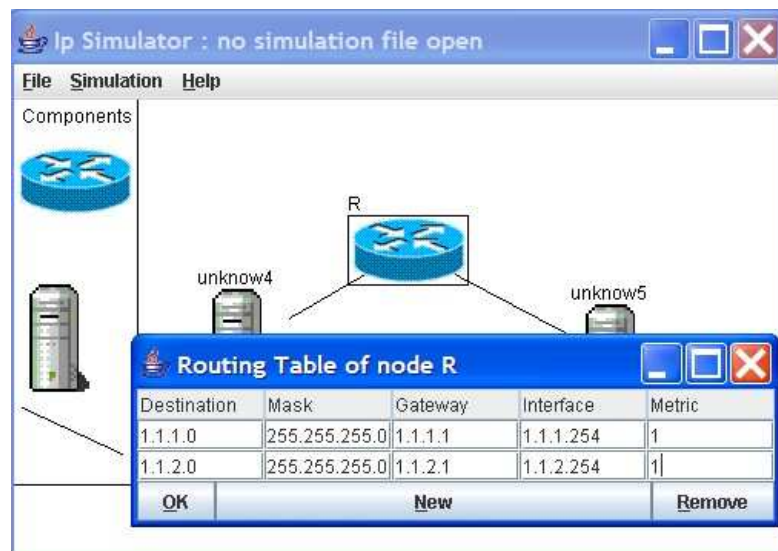 Ip Simulator : no simulation file open
File Simulation Help
Components
R
unknow4
unknow5
Routing Table of node R
Destination Mask Gateway Interface Metric
1.1.1.0 255.255.255.0 1.1.1.1 1.1.1.254 1
1.1.2.0 255.255.255.0 1.1.2.1 1.1.2.254 1
OK New Remove